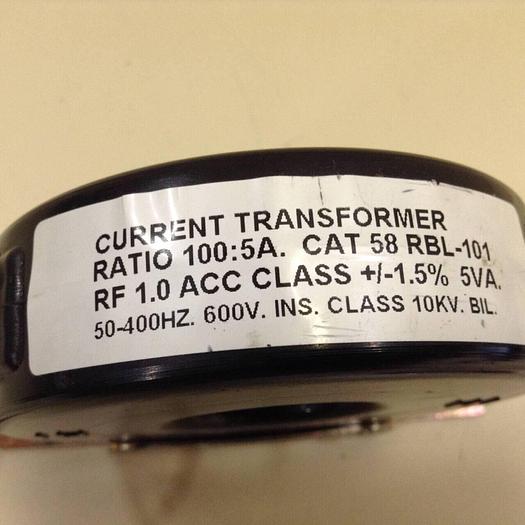 CURRENT TRANSFORMER
RATIO 100:5A. CAT 58 RBL-101
RF 1.0 ACC CLASS +/-1.5% 5VA.
50-400HZ. 600V. INS. CLASS 10KV. BIL.